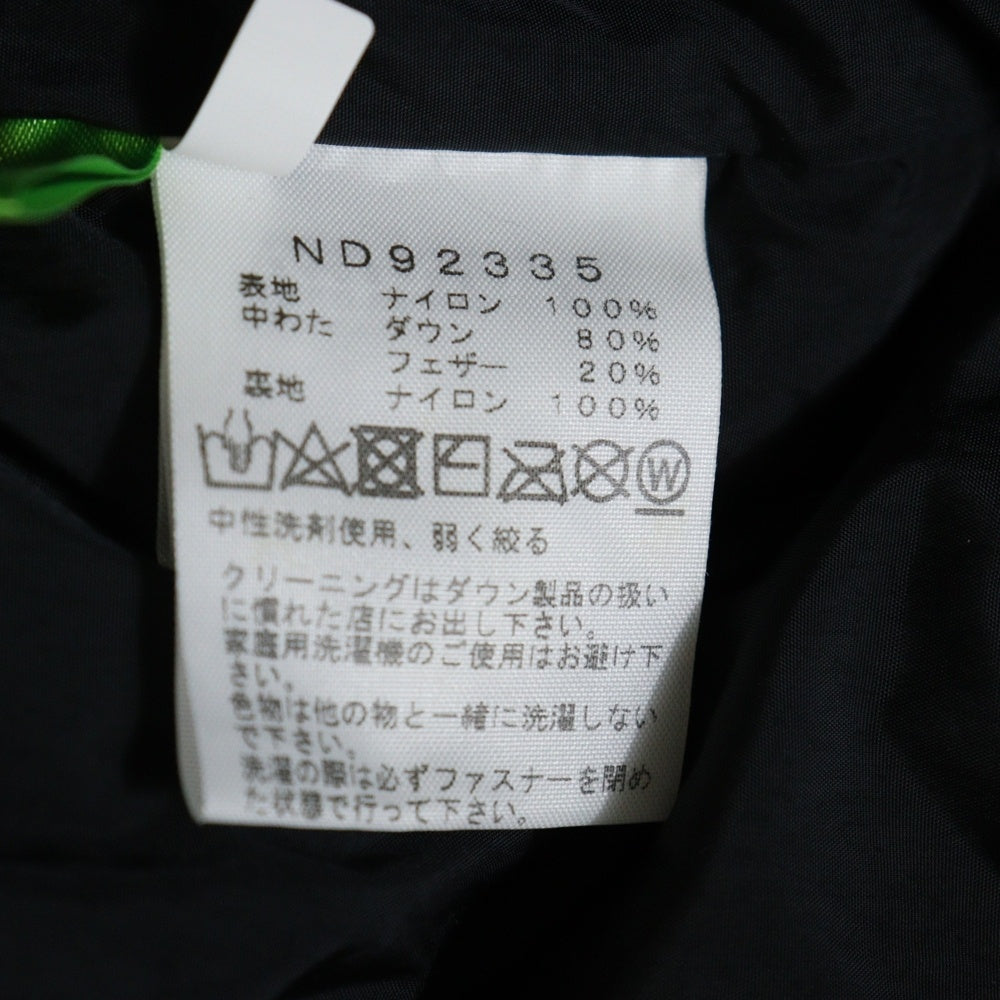 ND92335
表地 ナイロン 100%
中わた ダウン 80%
フェザー 20%
裏地 ナイロン 100%
W
中性洗剤使用、弱く絞る
クリーニングはダウン製品の扱い
に慣れた店にお出し下さい。
家庭用洗濯機のご使用はお避け下
さい。
色物は他の物と一緒に洗濯しない
で下さい。
洗濯の際は必ずファスナーを閉め
た状態で行って下さい。